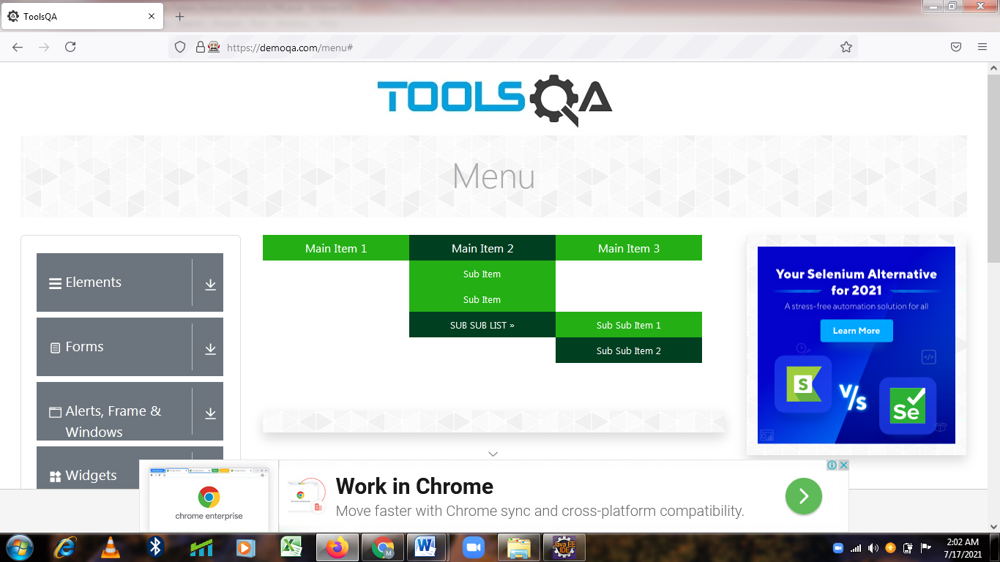 ToolsQA
https://demoqa.com/menu#
TOOLSQA
Menu
Elements
Forms
Alerts, Frame &
Windows
Widgets
Main Item 1
Main Item 2
Main Item 3
Sub Item
Sub Item
SUB SUB LIST »
Sub Sub Item 1
Sub Sub Item 2
Your Selenium Alternative
for 2021
A stress-free automation solution for all
Learn More
S
V/s
Se
chrome enterprise
Work in Chrome
Move faster with Chrome sync and cross-platform compatibility.
M
Java EE
IDE
2:02 AM
7/17/2021